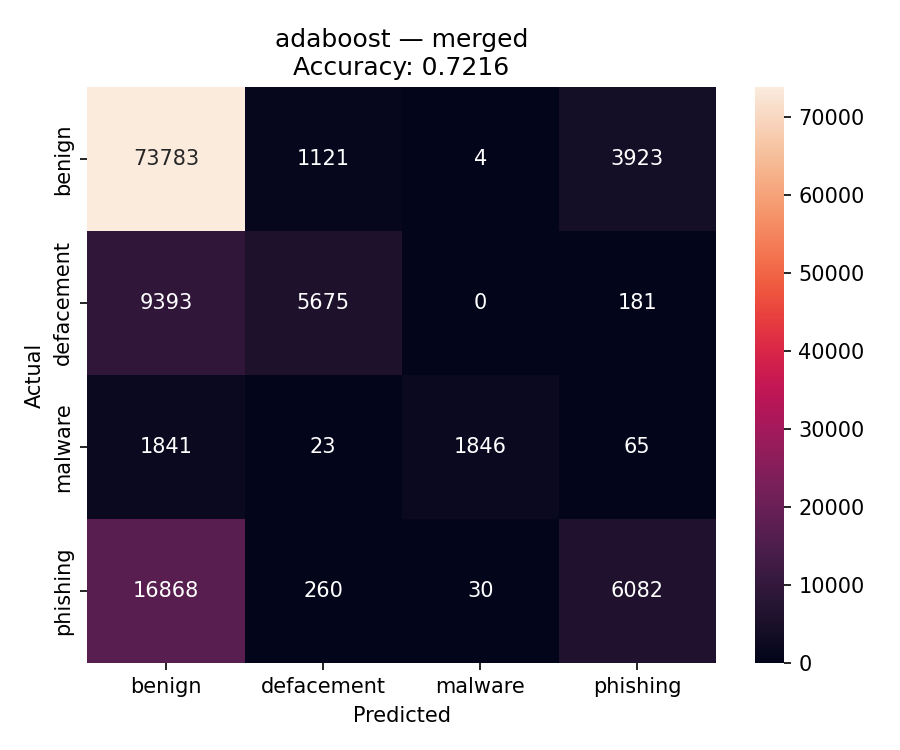 adaboost — merged
Accuracy: 0.7216
benign 73783 1121 4 3923
defacement 9393 5675 0 181
malware 1841 23 1846 65
phishing 16868 260 30 6082
benign defacement malware phishing
Predicted
Actual
70000
60000
50000
40000
30000
20000
10000
0